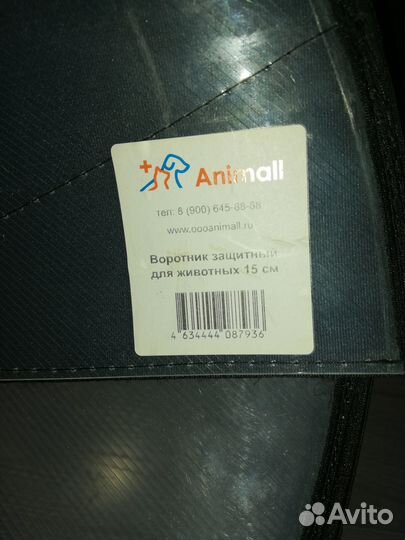 Animall
тел: 8 (900) 645-88-88
www.oooanimall.ru
Воротник защитный
для животных 15 см
4 634444 087936
Avito